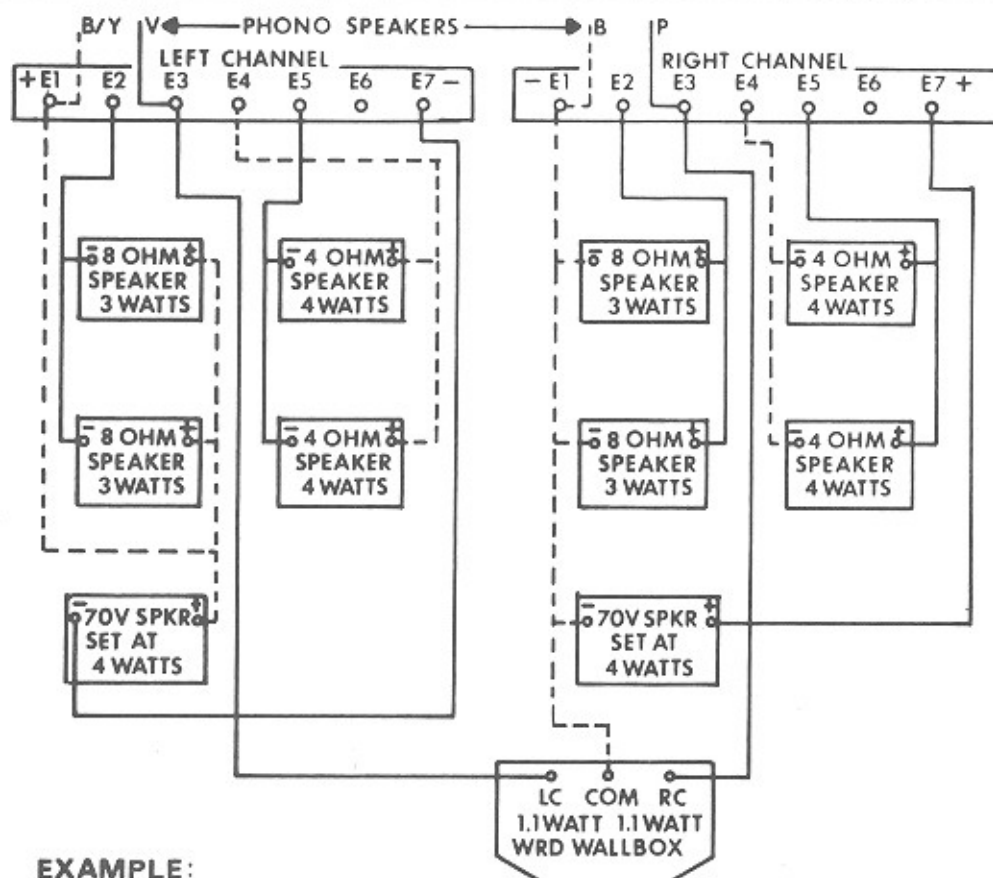 B/Y V PHONO SPEAKERS B P
LEFT CHANNEL RIGHT CHANNEL
+ E1 E2 E3 E4 E5 E6 E7 - - E1 E2 E3 E4 E5 E6 E7 +
- 8 OHM + - 4 OHM + - 8 OHM + - 4 OHM +
SPEAKER SPEAKER SPEAKER SPEAKER
3 WATTS 4 WATTS 3 WATTS 4 WATTS
- 8 OHM + - 4 OHM + - 8 OHM + - 4 OHM +
SPEAKER SPEAKER SPEAKER SPEAKER
3 WATTS 4 WATTS 3 WATTS 4 WATTS
- 70V SPKR + - 70V SPKR +
SET AT SET AT
4 WATTS 4 WATTS
LC COM RC
1.1 WATT 1.1 WATT
WRD WALLBOX
EXAMPLE: